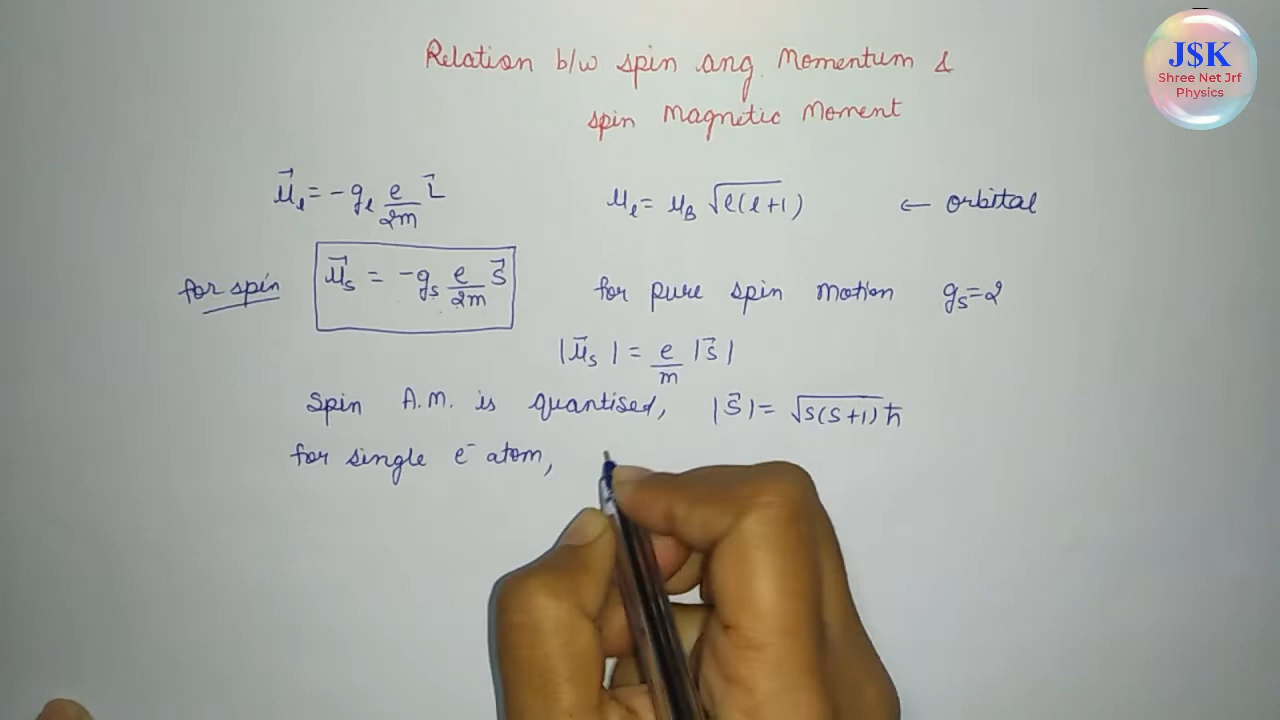 Relation b/w spin ang. Momentum &
spin Magnetic Moment
JSK
Shree Net Jrf
Physics
μ⃗ₗ = -gₗ e/2m L⃗    μₗ = μ_B √l(l+1)    ← orbital
for spin    μ⃗ₛ = -gₛ e/2m S⃗    for pure spin motion    gₛ=2
|μ⃗ₛ| = e/m |S⃗|
Spin A.M. is quantised, |S⃗| = √s(s+1) ħ
for single e⁻ atom,